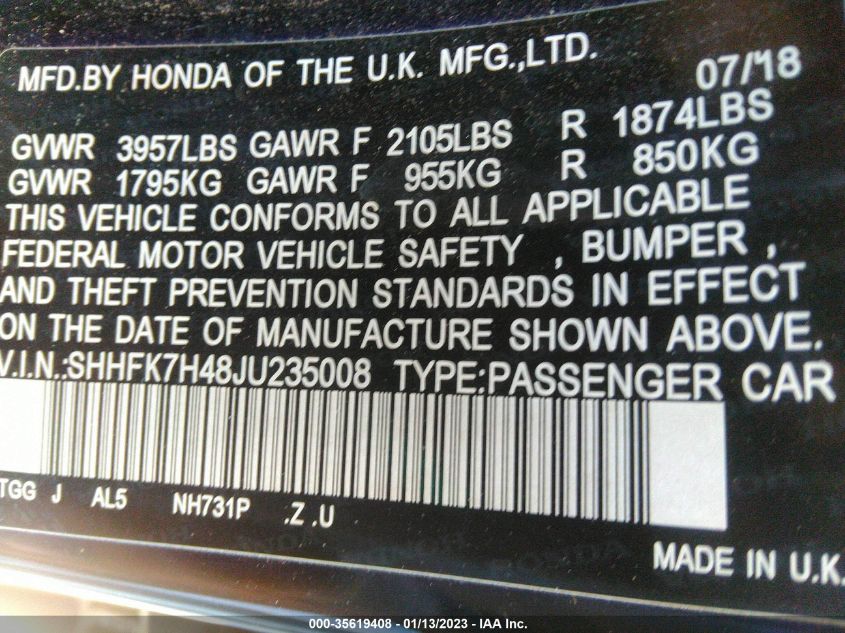 MFD.BY HONDA OF THE U.K. MFG.,LTD. 07/18
GVWR 3957LBS GAWR F 2105LBS R 1874LBS
GVWR 1795KG GAWR F 955KG R 850KG
THIS VEHICLE CONFORMS TO ALL APPLICABLE
FEDERAL MOTOR VEHICLE SAFETY , BUMPER ,
AND THEFT PREVENTION STANDARDS IN EFFECT
ON THE DATE OF MANUFACTURE SHOWN ABOVE.
V.I.N.:SHHFK7H48JU235008 TYPE:PASSENGER CAR
TGG J AL5 NH731P .Z .U
MADE IN U.K.
000-35619408 - 01/13/2023 - IAA Inc.